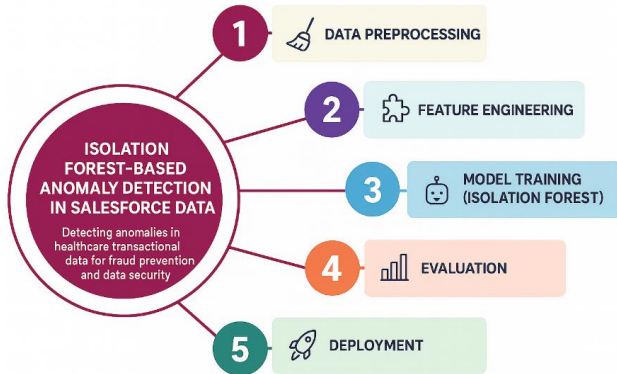 ISOLATION
FOREST-BASED
ANOMALY DETECTION
IN SALESFORCE DATA
Detecting anomalies in
healthcare transactional
data for fraud prevention
and data security
1
DATA PREPROCESSING
2
FEATURE ENGINEERING
3
MODEL TRAINING
(ISOLATION FOREST)
4
EVALUATION
5
DEPLOYMENT